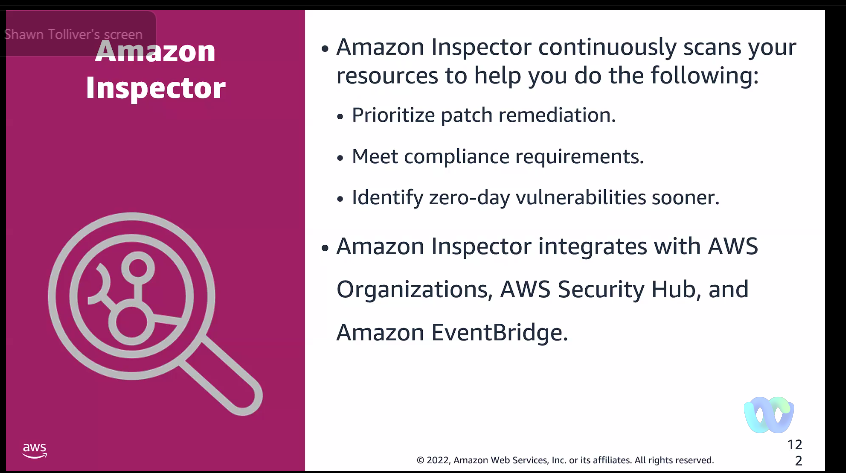 Shawn Tolliver's screen
Amazon
Inspector
• Amazon Inspector continuously scans your
resources to help you do the following:
• Prioritize patch remediation.
• Meet compliance requirements.
• Identify zero-day vulnerabilities sooner.
• Amazon Inspector integrates with AWS
Organizations, AWS Security Hub, and
Amazon EventBridge.
aws
© 2022, Amazon Web Services, Inc. or its affiliates. All rights reserved.
12
2